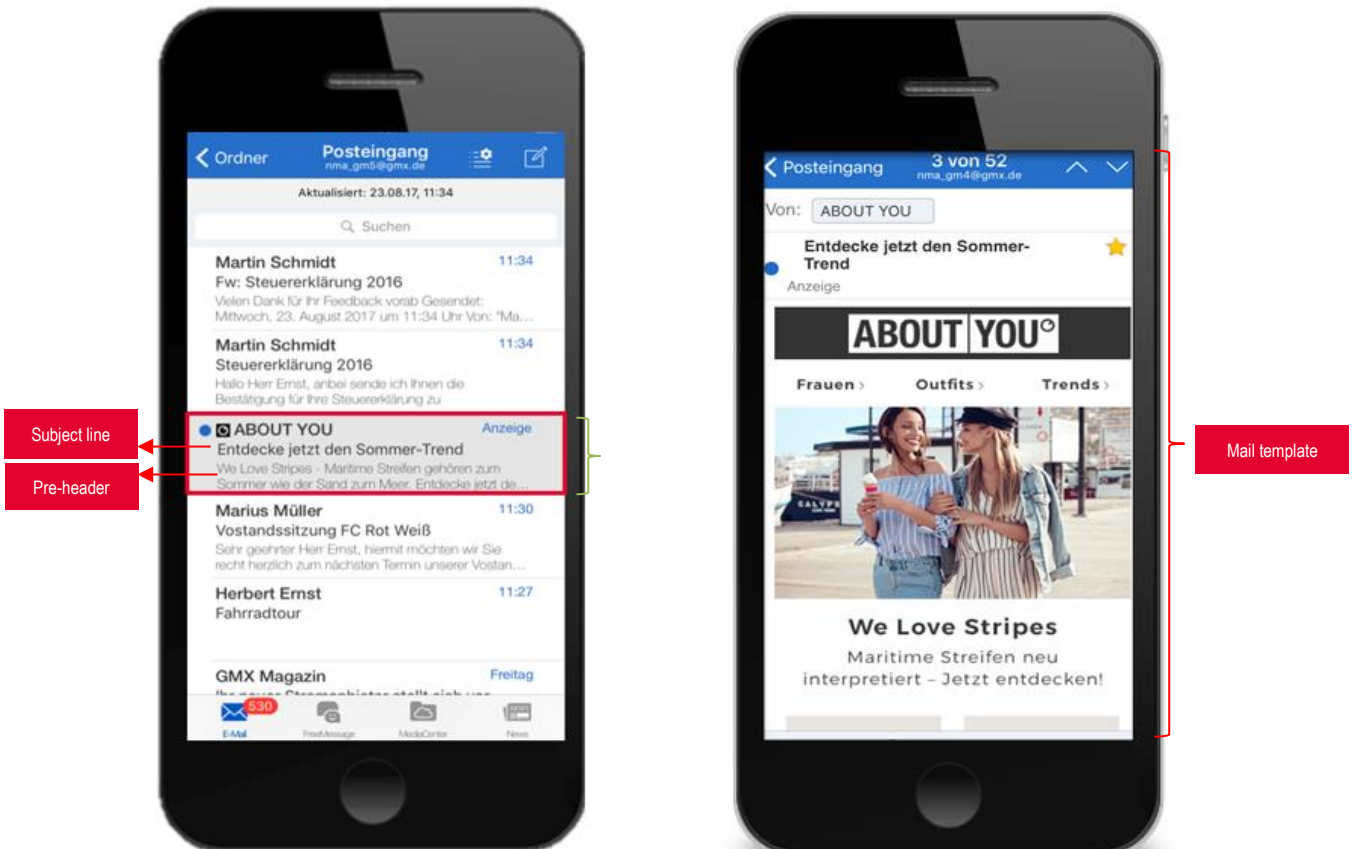 Ordner
Posteingang
nma_gm5@gmx.de
Aktualisiert: 23.08.17, 11:34
Suchen
Martin Schmidt 11:34
Fw: Steuererklärung 2016
Vielen Dank für Ihr Feedback vorab Gesendet:
Mittwoch, 23. August 2017 um 11:34 Uhr Von: "Ma...
Martin Schmidt 11:34
Steuererklärung 2016
Hallo Herr Ernst, anbei sende ich Ihnen die
Bestätigung für Ihre Steuererklärung zu
Subject line
Pre-header
ABOUT YOU Anzeige
Entdecke jetzt den Sommer-Trend
We Love Stripes - Maritime Streifen gehören zum
Sommer wie der Sand zum Meer. Entdecke jetzt de...
Marius Müller 11:30
Vostandssitzung FC Rot Weiß
Sehr geehrter Herr Ernst, hiermit möchten wir Sie
recht herzlich zum nächsten Termin unserer Vostan...
Herbert Ernst 11:27
Fahrradtour
GMX Magazin Freitag
530
E-Mail FreeMessage MediaCenter News
Posteingang
3 von 52
nma_gm4@gmx.de
Von: ABOUT YOU
Entdecke jetzt den Sommer-
Trend
Anzeige
ABOUT YOU°
Frauen > Outfits > Trends >
We Love Stripes
Maritime Streifen neu
interpretiert – Jetzt entdecken!
Mail template